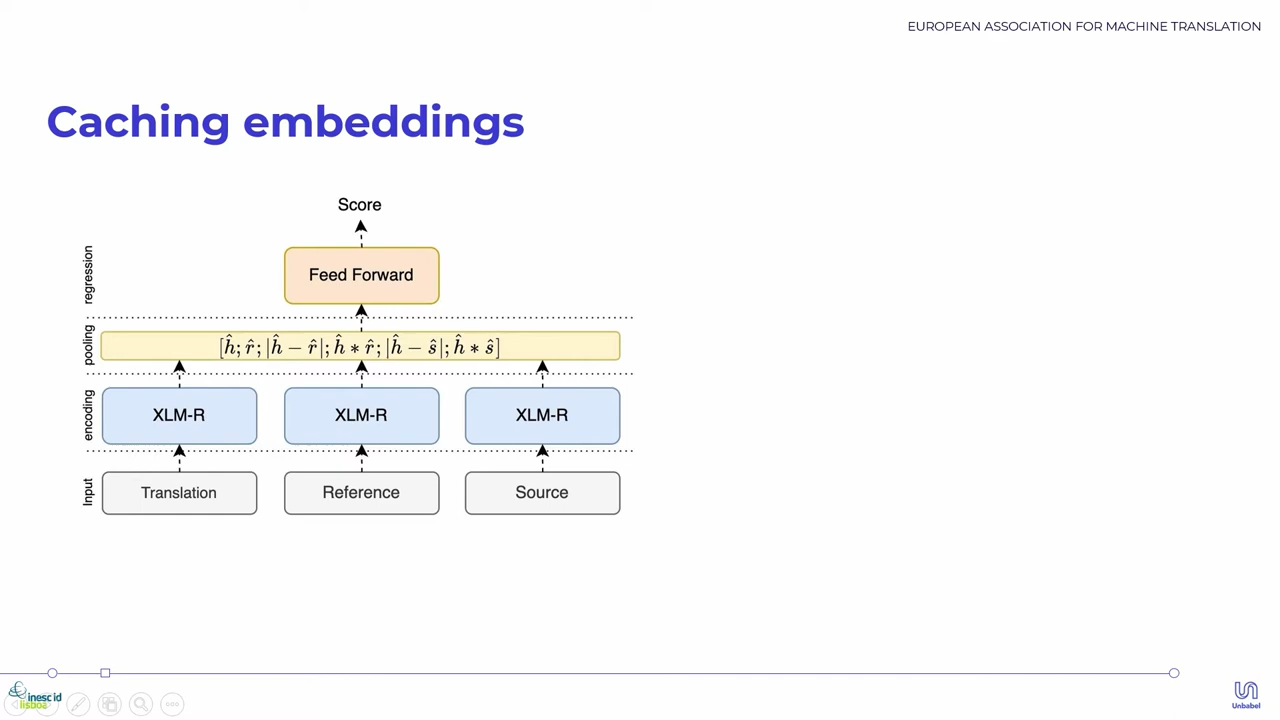 EUROPEAN ASSOCIATION FOR MACHINE TRANSLATION
Caching embeddings
Score
regression
Feed Forward
pooling
[ĥ; r̂; |ĥ − r̂|; ĥ ∗ r̂; |ĥ − ŝ|; ĥ ∗ ŝ]
encoding
XLM-R XLM-R XLM-R
Input
Translation Reference Source
inesc id
lisboa
Unbabel